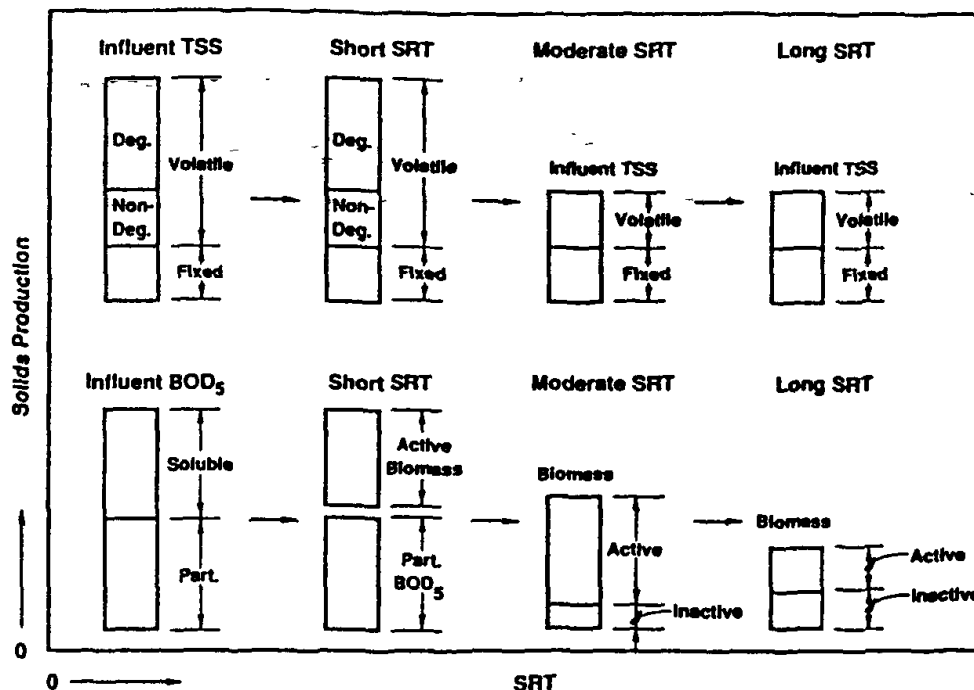 Influent TSS
Short SRT
Moderate SRT
Long SRT
Deg.
Non-
Deg.
Volatile
Fixed
Deg.
Non-
Deg.
Volatile
Fixed
Influent TSS
Volatile
Fixed
Influent TSS
Volatile
Fixed
Solids Production
Influent BOD5
Short SRT
Moderate SRT
Long SRT
Soluble
Part.
Active
Biomass
Part.
BOD5
Biomass
Active
Inactive
Biomass
Active
Inactive
0
0
SRT